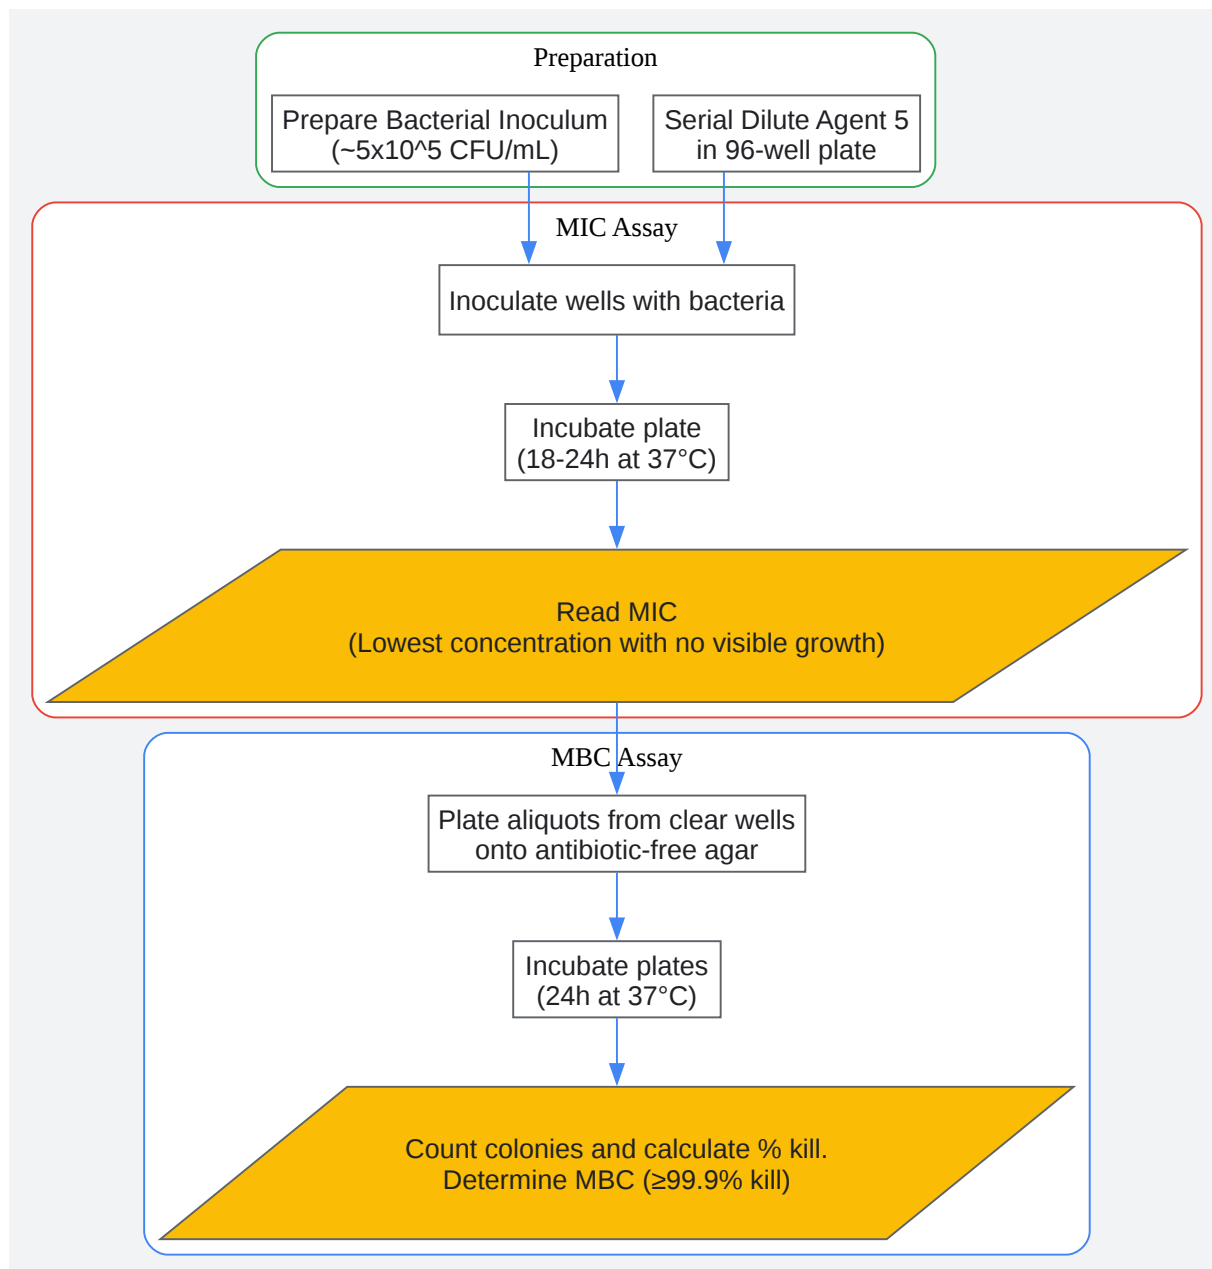 Preparation
Prepare Bacterial Inoculum
(~5x10^5 CFU/mL)
Serial Dilute Agent 5
in 96-well plate
MIC Assay
Inoculate wells with bacteria
Incubate plate
(18-24h at 37°C)
Read MIC
(Lowest concentration with no visible growth)
MBC Assay
Plate aliquots from clear wells
onto antibiotic-free agar
Incubate plates
(24h at 37°C)
Count colonies and calculate % kill.
Determine MBC (≥99.9% kill)